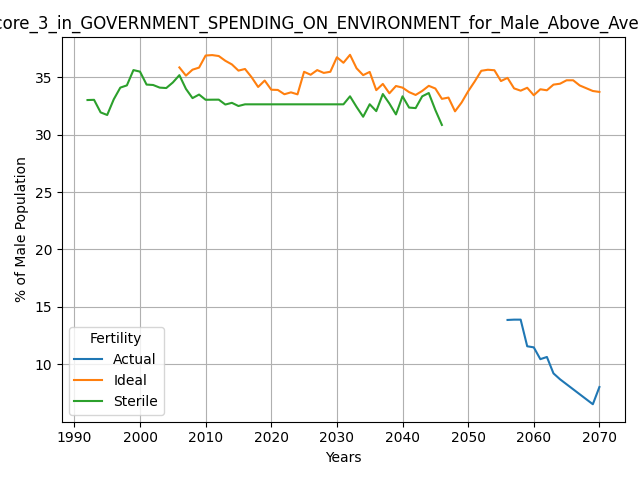 core_3_in_GOVERNMENT_SPENDING_ON_ENVIRONMENT_for_Male_Above_Ave
% of Male Population
35
30
25
20
15
10
Fertility
Actual
Ideal
Sterile
1990 2000 2010 2020 2030 2040 2050 2060 2070
Years